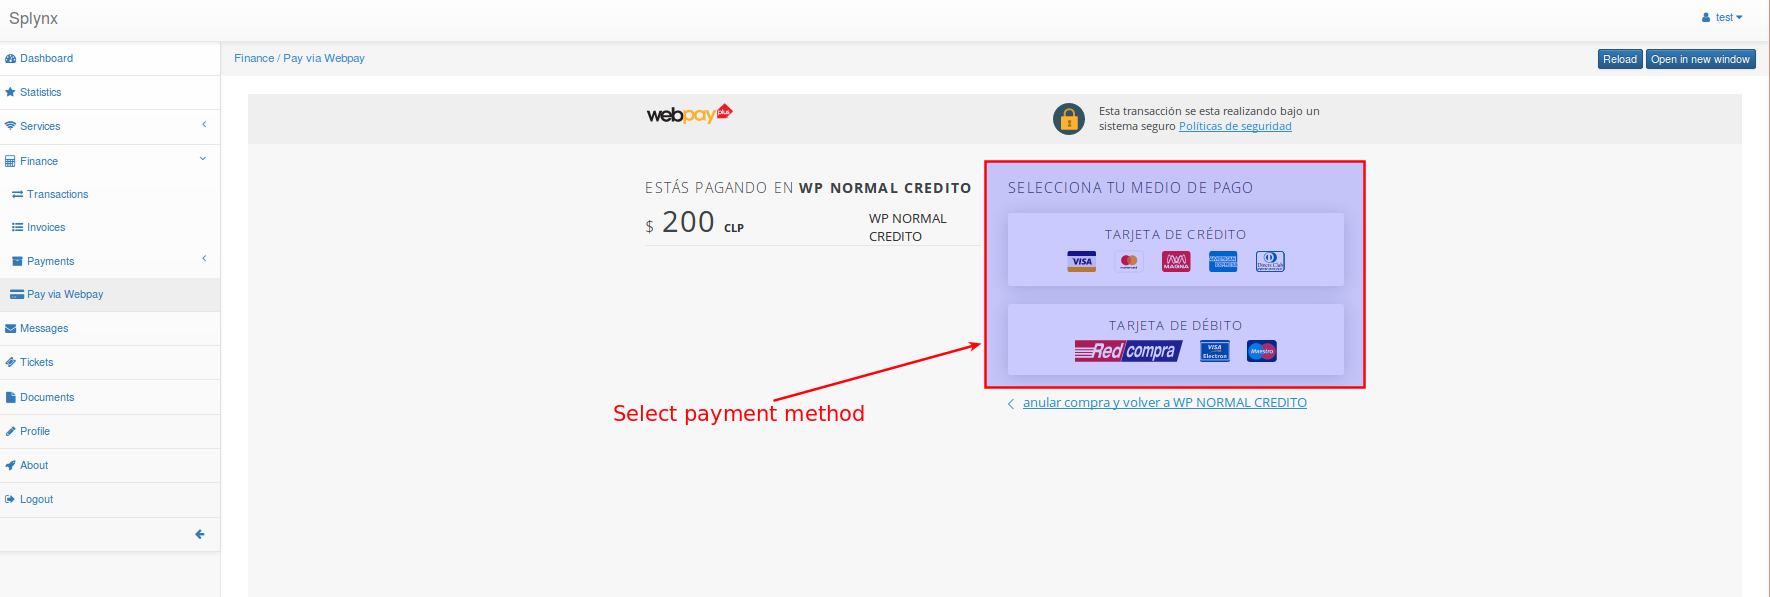 Splynx
test
Dashboard
Statistics
Services
Finance
Transactions
Invoices
Payments
Pay via Webpay
Messages
Tickets
Documents
Profile
About
Logout
Finance / Pay via Webpay
Reload
Open in new window
webpay plus
Esta transacción se esta realizando bajo un
sistema seguro Políticas de seguridad
ESTÁS PAGANDO EN WP NORMAL CREDITO
$ 200 CLP
WP NORMAL
CREDITO
SELECCIONA TU MEDIO DE PAGO
TARJETA DE CRÉDITO
VISA
mastercard
MAGNA
AMERICAN
EXPRESS
Diners Club
TARJETA DE DÉBITO
Redcompra
VISA
Electron
Maestro
anular compra y volver a WP NORMAL CREDITO
Select payment method